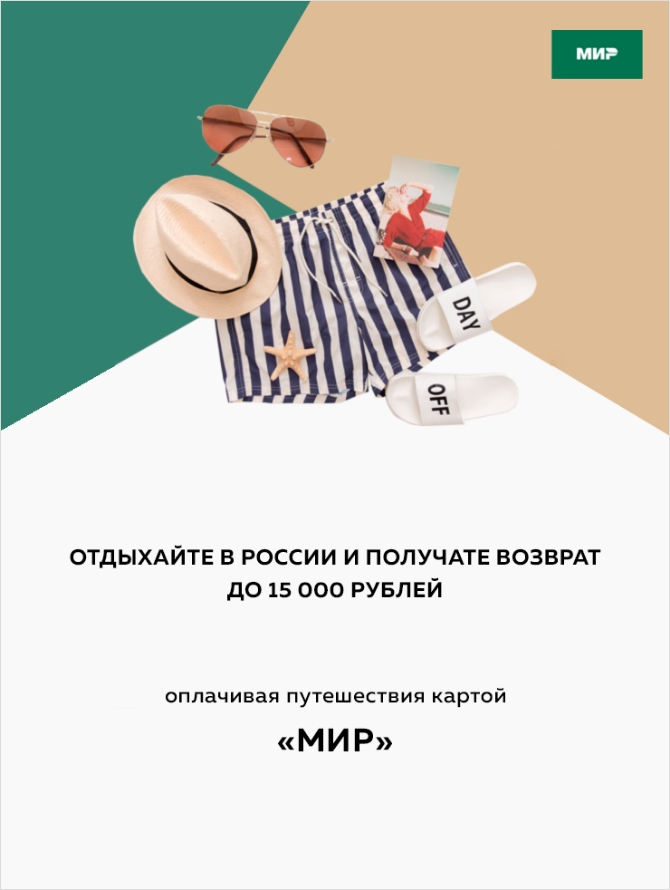 МИР
DAY
OFF
ОТДЫХАЙТЕ В РОССИИ И ПОЛУЧАТЕ ВОЗВРАТ
ДО 15 000 РУБЛЕЙ
оплачивая путешествия картой
«МИР»